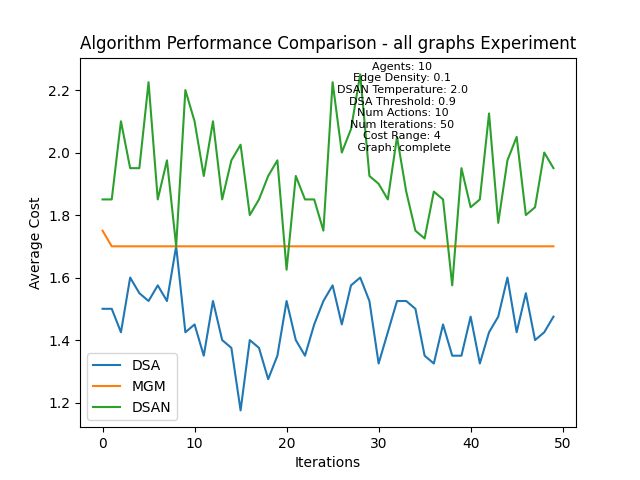 Algorithm Performance Comparison - all graphs Experiment
Agents: 10
Edge Density: 0.1
DSAN Temperature: 2.0
DSA Threshold: 0.9
Num Actions: 10
Num Iterations: 50
Cost Range: 4
Graph: complete
Average Cost
2.2
2.0
1.8
1.6
1.4
1.2
DSA
MGM
DSAN
0 10 20 30 40 50
Iterations